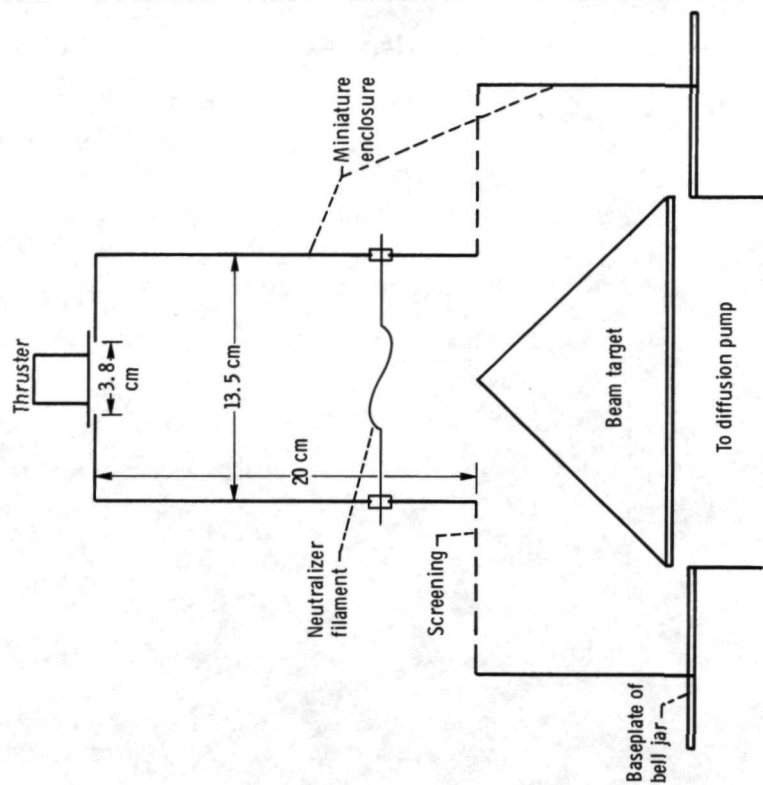 Thruster
3.8
cm
Miniature
enclosure
13.5 cm
20 cm
Neutralizer
filament
Screening
Beam target
Baseplate of
bell jar
To diffusion pump